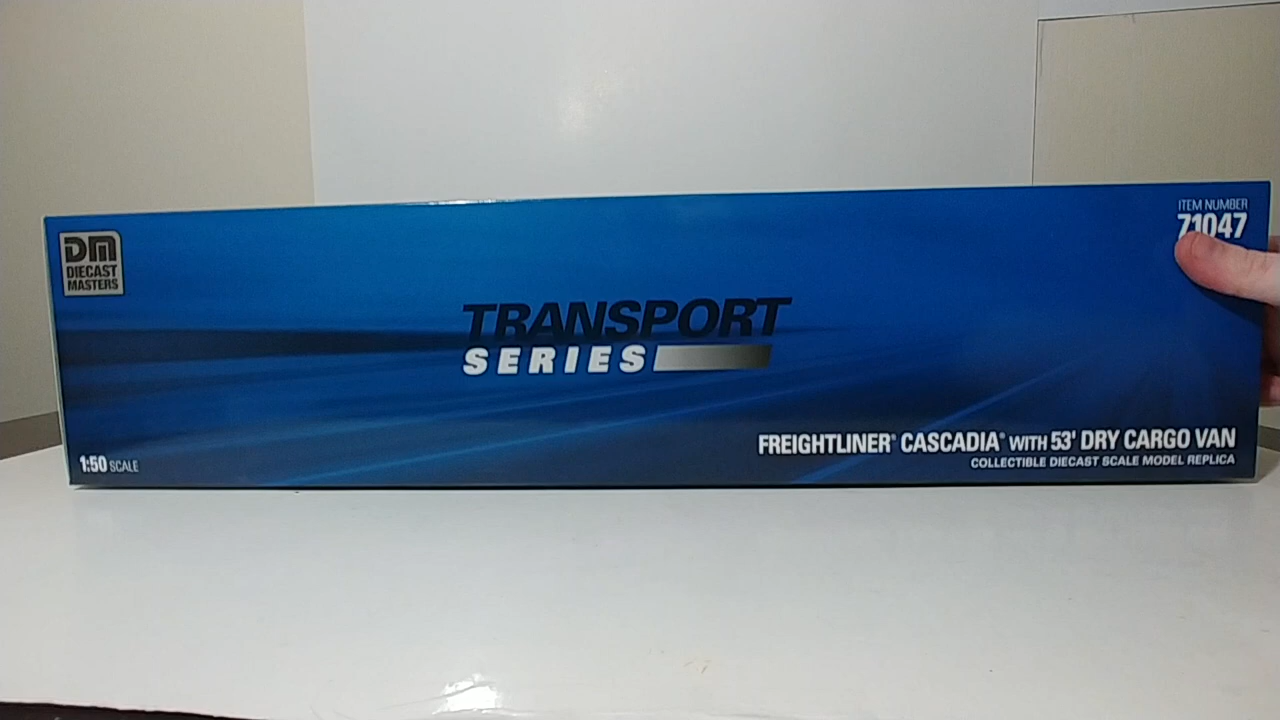 DM
DIECAST
MASTERS
ITEM NUMBER
71047
TRANSPORT
SERIES
1:50 SCALE
FREIGHTLINER® CASCADIA® WITH 53' DRY CARGO VAN
COLLECTIBLE DIECAST SCALE MODEL REPLICA